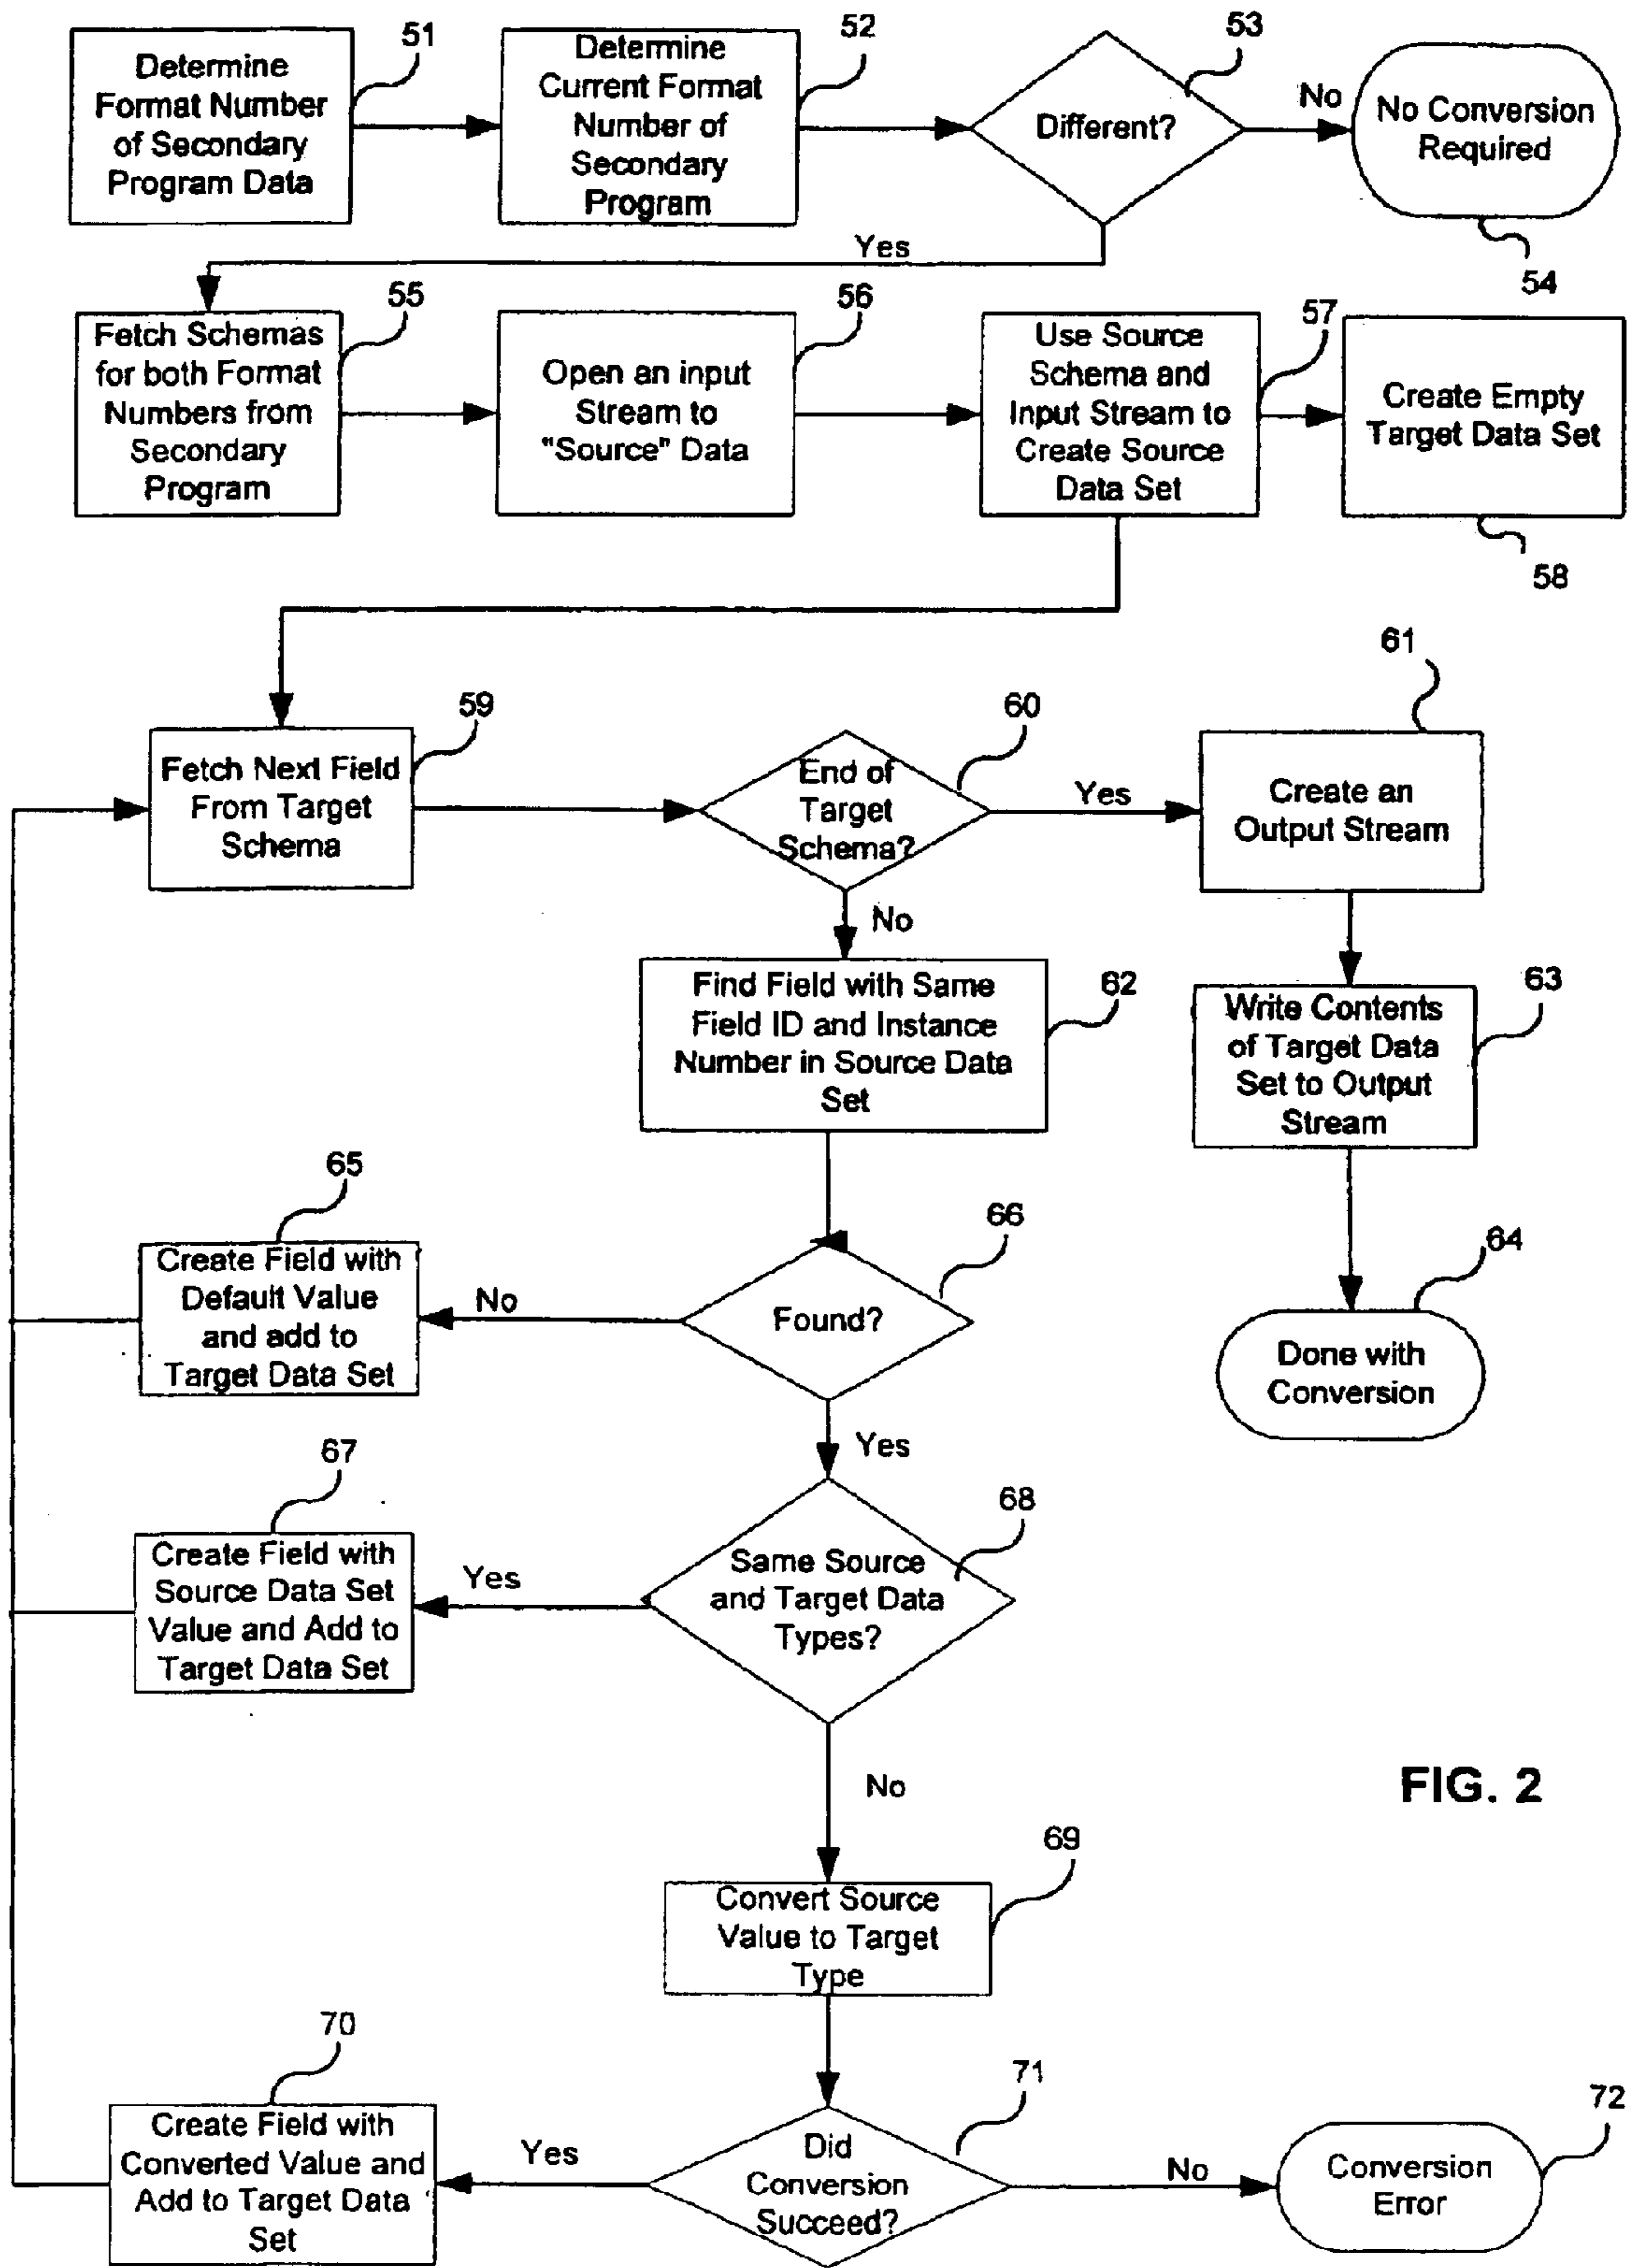 51
Determine
Format Number
of Secondary
Program Data
52
Determine
Current Format
Number of
Secondary
Program
53
Different?
No
No Conversion
Required
54
Yes
55
Fetch Schemas
for both Format
Numbers from
Secondary
Program
56
Open an input
Stream to
"Source" Data
57
Use Source
Schema and
Input Stream to
Create Source
Data Set
Create Empty
Target Data Set
58
59
Fetch Next Field
From Target
Schema
60
End of
Target
Schema?
Yes
61
Create an
Output Stream
No
62
Find Field with Same
Field ID and Instance
Number in Source Data
Set
63
Write Contents
of Target Data
Set to Output
Stream
64
Done with
Conversion
65
Create Field with
Default Value
and add to
Target Data Set
No
66
Found?
Yes
67
Create Field with
Source Data Set
Value and Add to
Target Data Set
Yes
68
Same Source
and Target Data
Types?
No
FIG. 2
69
Convert Source
Value to Target
Type
70
Create Field with
Converted Value and
Add to Target Data
Set
Yes
71
Did
Conversion
Succeed?
No
72
Conversion
Error